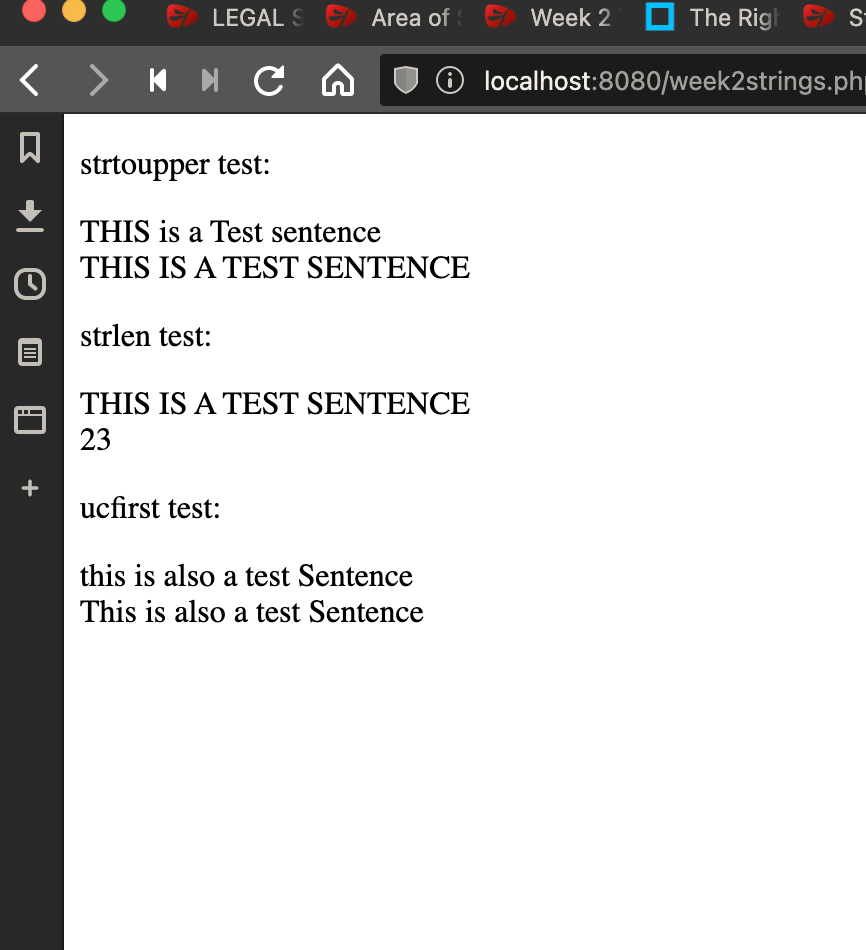 LEGAL
Area of
Week 2
The Righ
St
localhost:8080/week2strings.php
strtoupper test:
THIS is a Test sentence
THIS IS A TEST SENTENCE
strlen test:
THIS IS A TEST SENTENCE
23
ucfirst test:
this is also a test Sentence
This is also a test Sentence